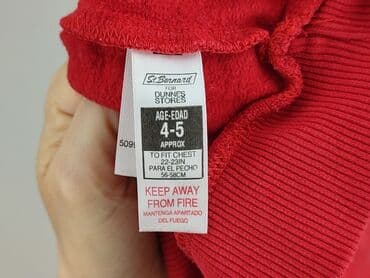 St. Bernard
FOR
DUNNES
STORES
AGE-EDAD
4-5
APPROX
TO FIT CHEST
22-23IN
PARA EL PECHO
56-58CM
KEEP AWAY
FROM FIRE
MANTENGA APARTADO
DEL FUEGO
5099